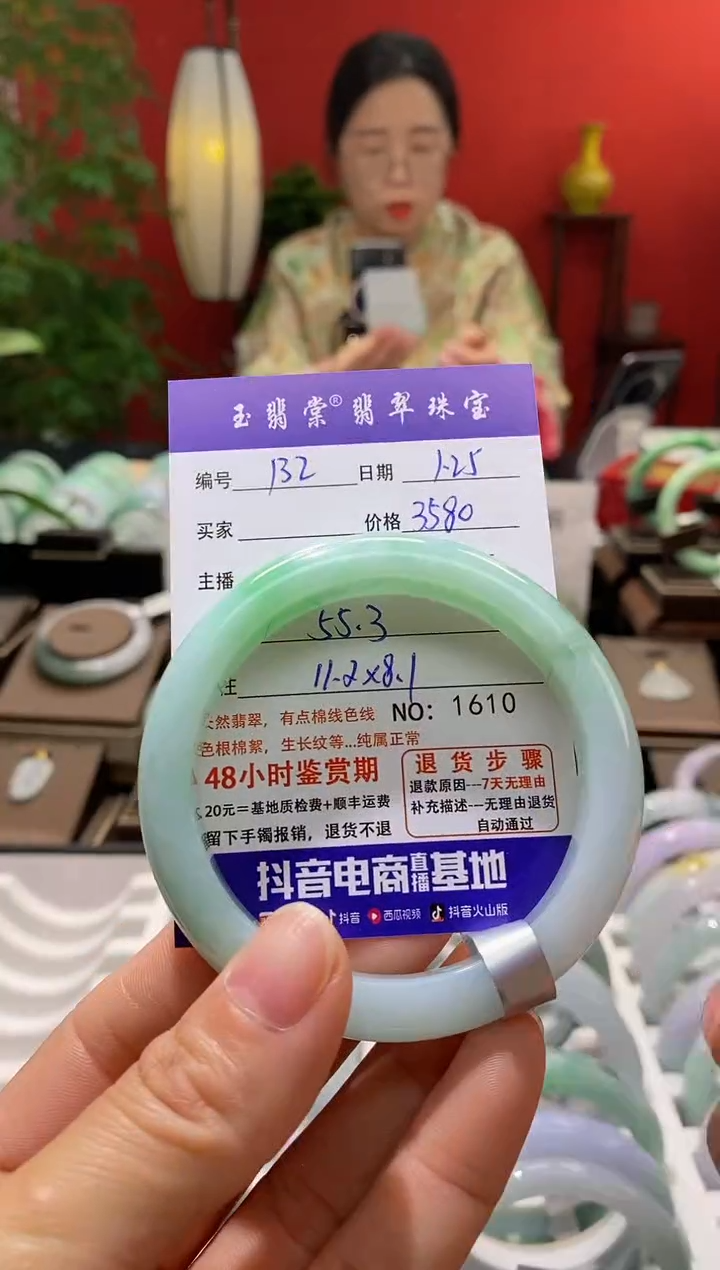 玉翡棠®翡翠珠宝
编号 132 日期 1.25
买家 价格 3580
主播
55.3
注 11.2x8.1
天然翡翠，有点棉线色线 NO：1610
色根棉絮，生长纹等...纯属正常
48小时鉴赏期
20元＝基地质检费+顺丰运费
留下手镯报销，退货不退
退货步骤
退款原因---7天无理由
补充描述---无理由退货
自动通过
抖音电商直播基地
抖音 西瓜视频 抖音火山版